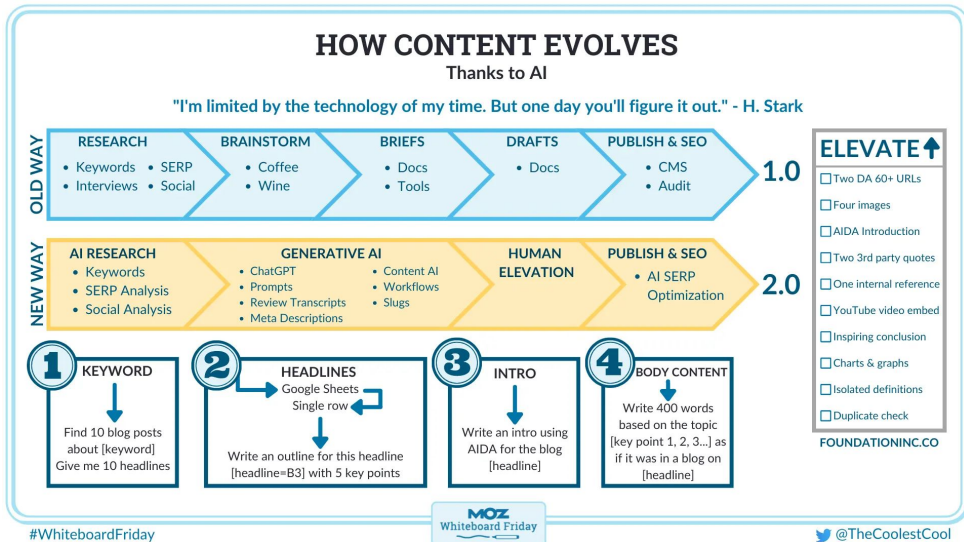 HOW CONTENT EVOLVES
Thanks to AI
"I'm limited by the technology of my time. But one day you'll figure it out." - H. Stark
OLD WAY
RESEARCH
• Keywords • SERP
• Interviews • Social
BRAINSTORM
• Coffee
• Wine
BRIEFS
• Docs
• Tools
DRAFTS
• Docs
PUBLISH & SEO
• CMS
• Audit
1.0
NEW WAY
AI RESEARCH
• Keywords
• SERP Analysis
• Social Analysis
GENERATIVE AI
• ChatGPT
• Prompts
• Review Transcripts
• Meta Descriptions
• Content AI
• Workflows
• Slugs
HUMAN
ELEVATION
PUBLISH & SEO
• AI SERP
Optimization
2.0
1
KEYWORD
Find 10 blog posts
about [keyword]
Give me 10 headlines
2
HEADLINES
Google Sheets
Single row
Write an outline for this headline
[headline=B3] with 5 key points
3
INTRO
Write an intro using
AIDA for the blog
[headline]
4
BODY CONTENT
Write 400 words
based on the topic
[key point 1, 2, 3...] as
if it was in a blog on
[headline]
ELEVATE
Two DA 60+ URLs
Four images
AIDA Introduction
Two 3rd party quotes
One internal reference
YouTube video embed
Inspiring conclusion
Charts & graphs
Isolated definitions
Duplicate check
FOUNDATIONINC.CO
#WhiteboardFriday
MOZ
Whiteboard Friday
@TheCoolestCool